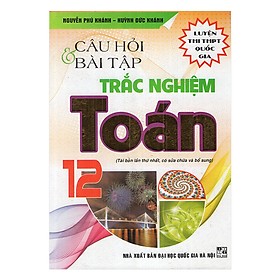 NGUYỄN PHÚ KHÁNH - HUỲNH ĐỨC KHÁNH
LUYỆN
THI THPT
QUỐC
GIA
CÂU HỎI
& BÀI TẬP
TRẮC NGHIỆM
Toán
(Tái bản lần thứ nhất, có sửa chữa và bổ sung)
12
NHÀ XUẤT BẢN ĐẠI HỌC QUỐC GIA HÀ NỘI